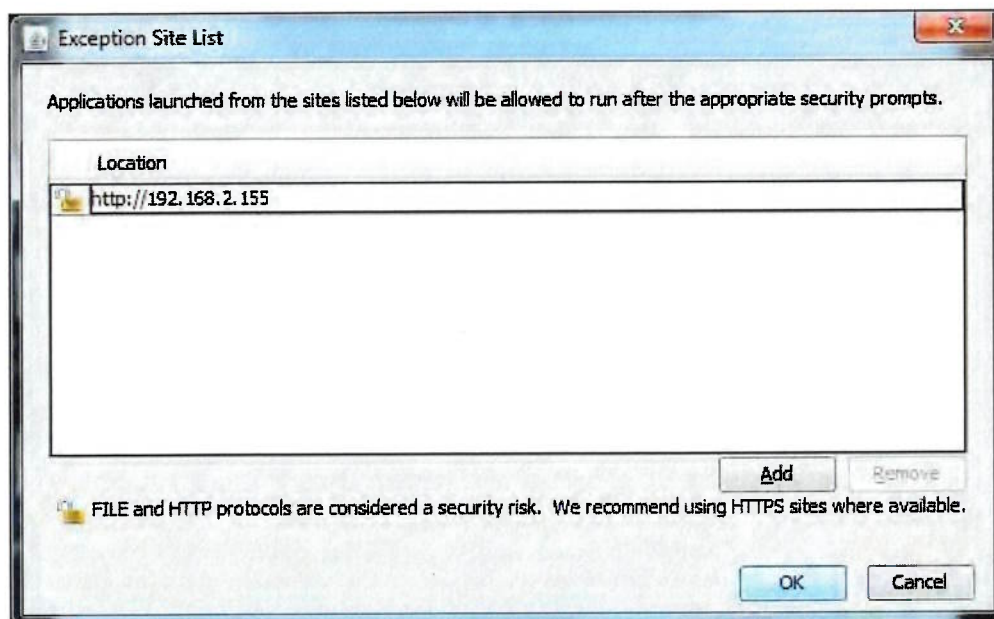 Exception Site List
Applications launched from the sites listed below will be allowed to run after the appropriate security prompts.
Location
http://192.168.2.155
Add Remove
FILE and HTTP protocols are considered a security risk. We recommend using HTTPS sites where available.
OK Cancel